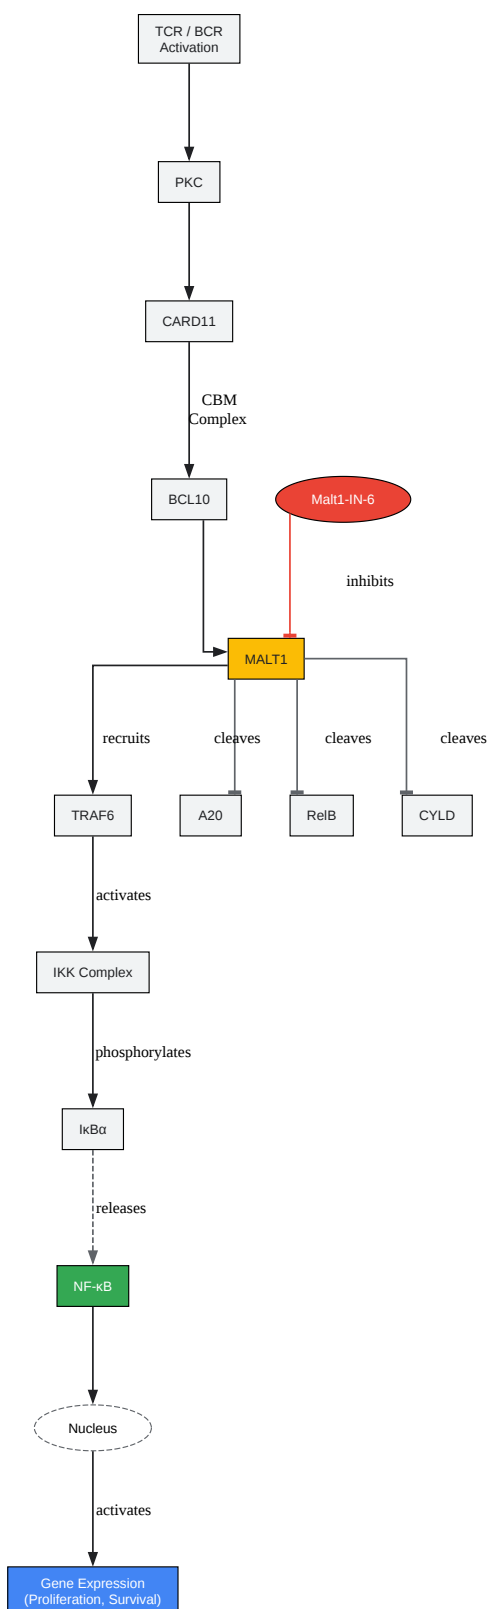 TCR / BCR
Activation
PKC
CARD11
CBM
Complex
BCL10
Malt1-IN-6
inhibits
MALT1
recruits
cleaves
cleaves
cleaves
TRAF6
A20
RelB
CYLD
activates
IKK Complex
phosphorylates
IκBα
releases
NF-κB
Nucleus
activates
Gene Expression
(Proliferation, Survival)